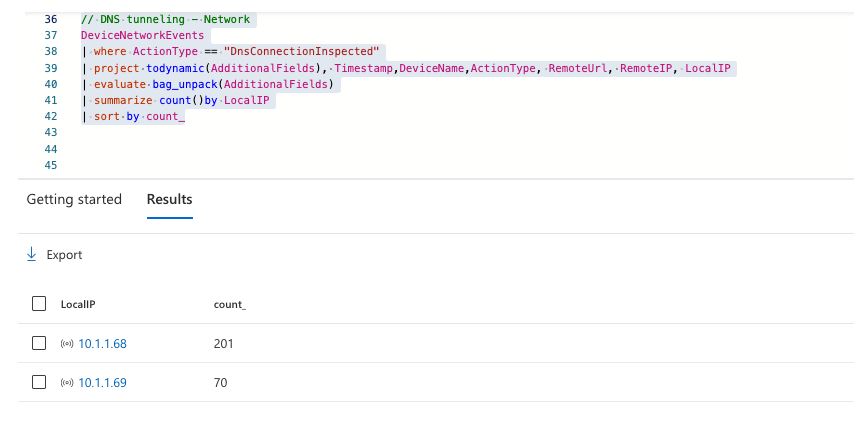 36 // DNS tunneling - Network
37 DeviceNetworkEvents
38 | where ActionType == "DnsConnectionInspected"
39 | project todynamic(AdditionalFields), Timestamp,DeviceName,ActionType, RemoteUrl, RemoteIP, LocalIP
40 | evaluate bag_unpack(AdditionalFields)
41 | summarize count()by LocalIP
42 | sort by count_
43
44
45
Getting started Results
Export
LocalIP count_
10.1.1.68 201
10.1.1.69 70